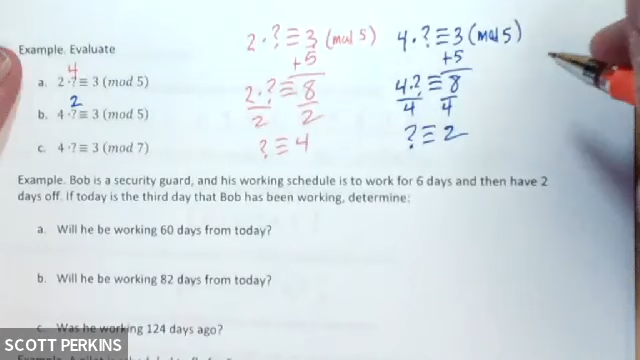 Example. Evaluate
4
a. 2 ·? ≡ 3 (mod 5)
2
b. 4 ·? ≡ 3 (mod 5)
c. 4 ·? ≡ 3 (mod 7)
2 · ? ≡ 3 (mod 5)
+5
2 · ? ≡ 8
2 2
? ≡ 4
4 · ? ≡ 3 (mod 5)
+5
4 · ? ≡ 8
4 4
? ≡ 2
Example. Bob is a security guard, and his working schedule is to work for 6 days and then have 2
days off. If today is the third day that Bob has been working, determine:
a. Will he be working 60 days from today?
b. Will he be working 82 days from today?
c. Was he working 124 days ago?
SCOTT PERKINS